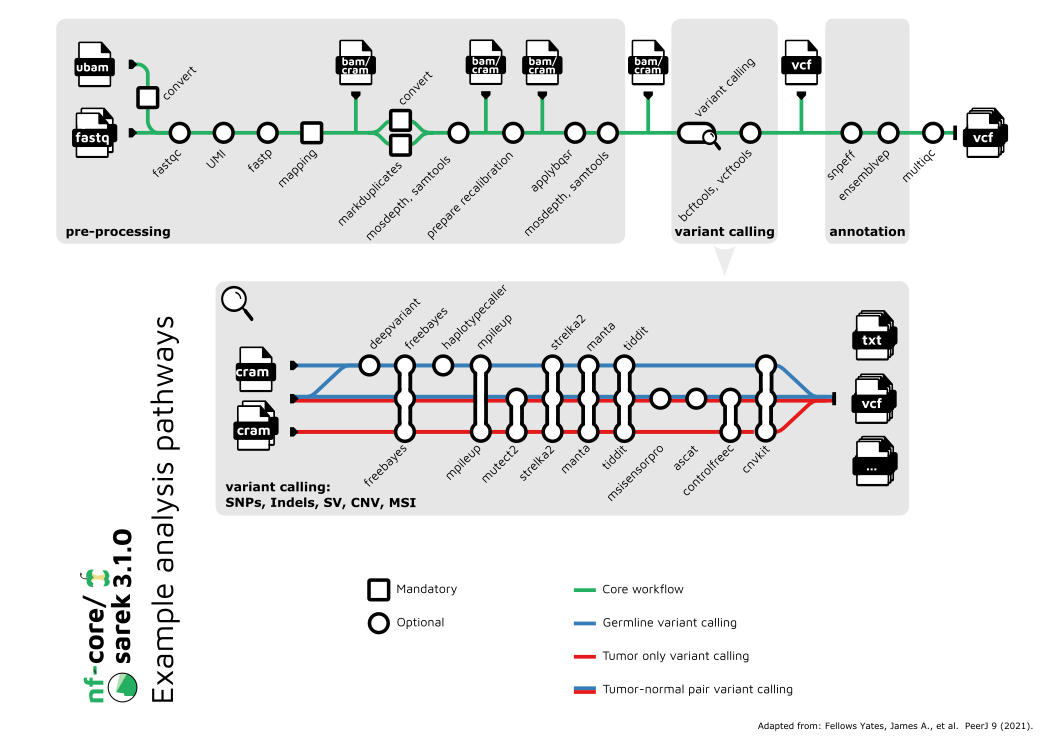 ubam
fastq
convert
fastqc
UMI
fastp
mapping
bam/
cram
convert
markduplicates
mosdepth, samtools
bam/
cram
prepare recalibration
bam/
cram
applybqsr
mosdepth, samtools
bam/
cram
variant calling
bcftools, vcftools
vcf
snpeff
ensemblvep
multiqc
vcf
pre-processing
variant calling
annotation
deepvariant
freebayes
haplotypecaller
mpileup
strelka2
manta
tiddit
cram
cram
freebayes
mpileup
mutect2
strelka2
manta
tiddit
msisensorpro
ascat
controlfreec
cnvkit
txt
vcf
...
variant calling:
SNPs, Indels, SV, CNV, MSI
nf-core/
sarek 3.1.0
Example analysis pathways
Mandatory
Optional
Core workflow
Germline variant calling
Tumor only variant calling
Tumor-normal pair variant calling
Adapted from: Fellows Yates, James A., et al. PeerJ 9 (2021).